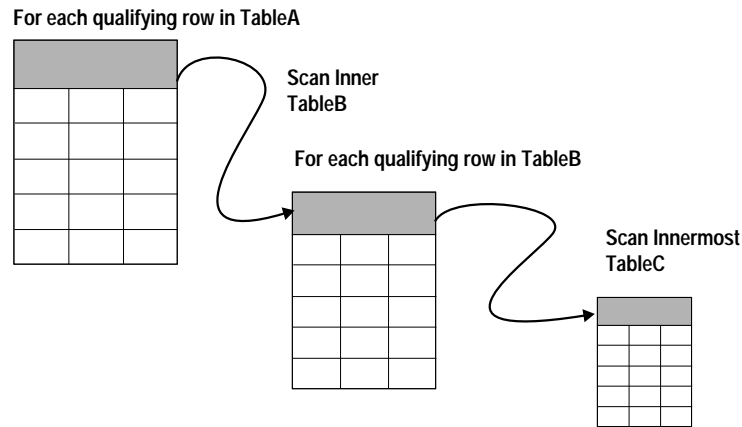 For each qualifying row in TableA
Scan Inner
TableB
For each qualifying row in TableB
Scan Innermost
TableC